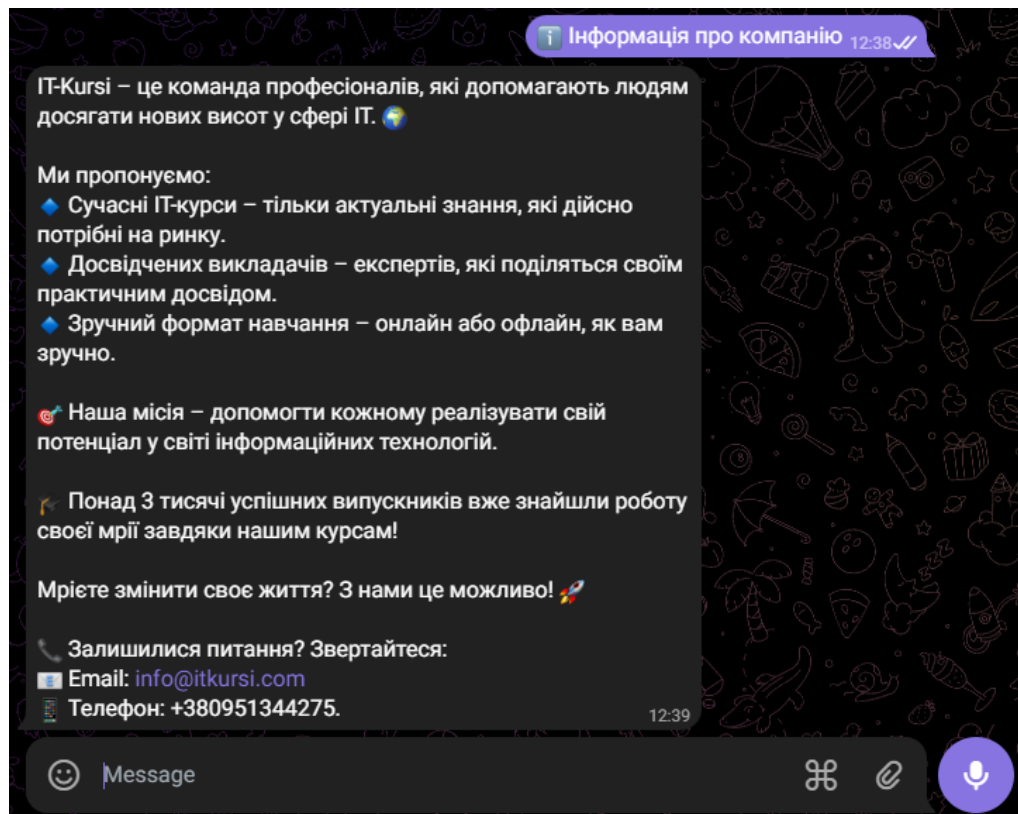 ℹ️ Інформація про компанію 12:38
IT-Kursi – це команда професіоналів, які допомагають людям
досягати нових висот у сфері ІТ. 🌍
Ми пропонуємо:
🔹 Сучасні ІТ-курси – тільки актуальні знання, які дійсно
потрібні на ринку.
🔹 Досвідчених викладачів – експертів, які поділяться своїм
практичним досвідом.
🔹 Зручний формат навчання – онлайн або офлайн, як вам
зручно.
🎯 Наша місія – допомогти кожному реалізувати свій
потенціал у світі інформаційних технологій.
🎓 Понад 3 тисячі успішних випускників вже знайшли роботу
своєї мрії завдяки нашим курсам!
Мрієте змінити своє життя? З нами це можливо! 🚀
📞 Залишилися питання? Звертайтеся:
📧 Email: info@itkursi.com
📱 Телефон: +380951344275.
12:39
Message